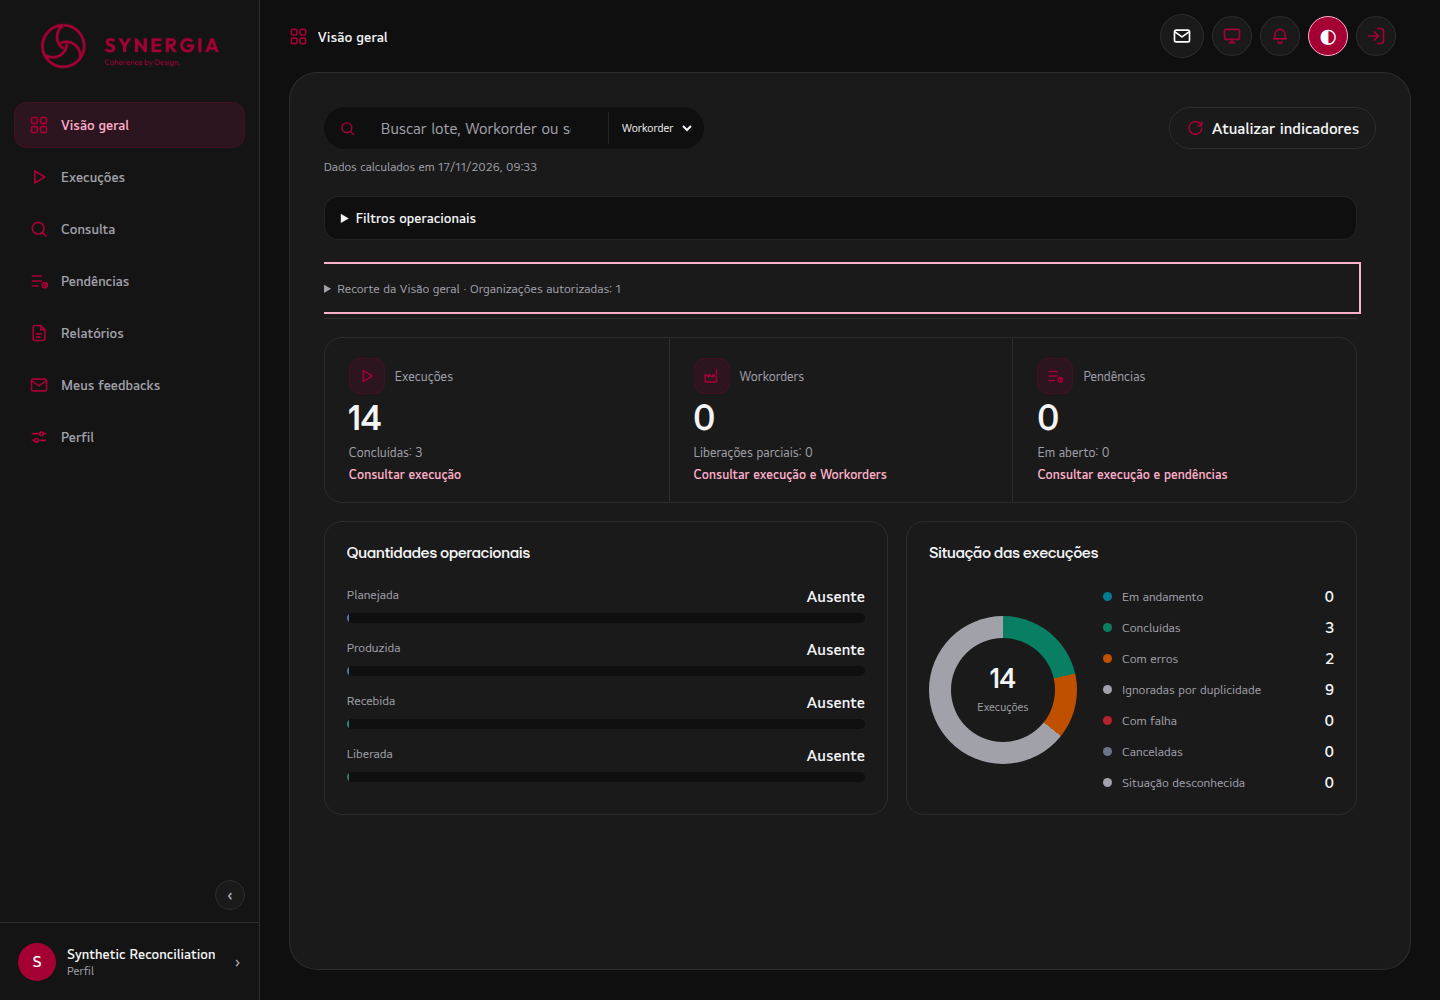 SYNERGIA
Coherence by Design.
Visão geral
Execuções
Consulta
Pendências
Relatórios
Meus feedbacks
Perfil
Synthetic Reconciliation
Perfil
S
Visão geral
Buscar lote, Workorder ou s
Workorder
Atualizar indicadores
Dados calculados em 17/11/2026, 09:33
Filtros operacionais
Recorte da Visão geral · Organizações autorizadas: 1
Execuções
14
Concluídas: 3
Consultar execução
Workorders
0
Liberações parciais: 0
Consultar execução e Workorders
Pendências
0
Em aberto: 0
Consultar execução e pendências
Quantidades operacionais
Planejada Ausente
Produzida Ausente
Recebida Ausente
Liberada Ausente
Situação das execuções
14
Execuções
Em andamento 0
Concluídas 3
Com erros 2
Ignoradas por duplicidade 9
Com falha 0
Canceladas 0
Situação desconhecida 0